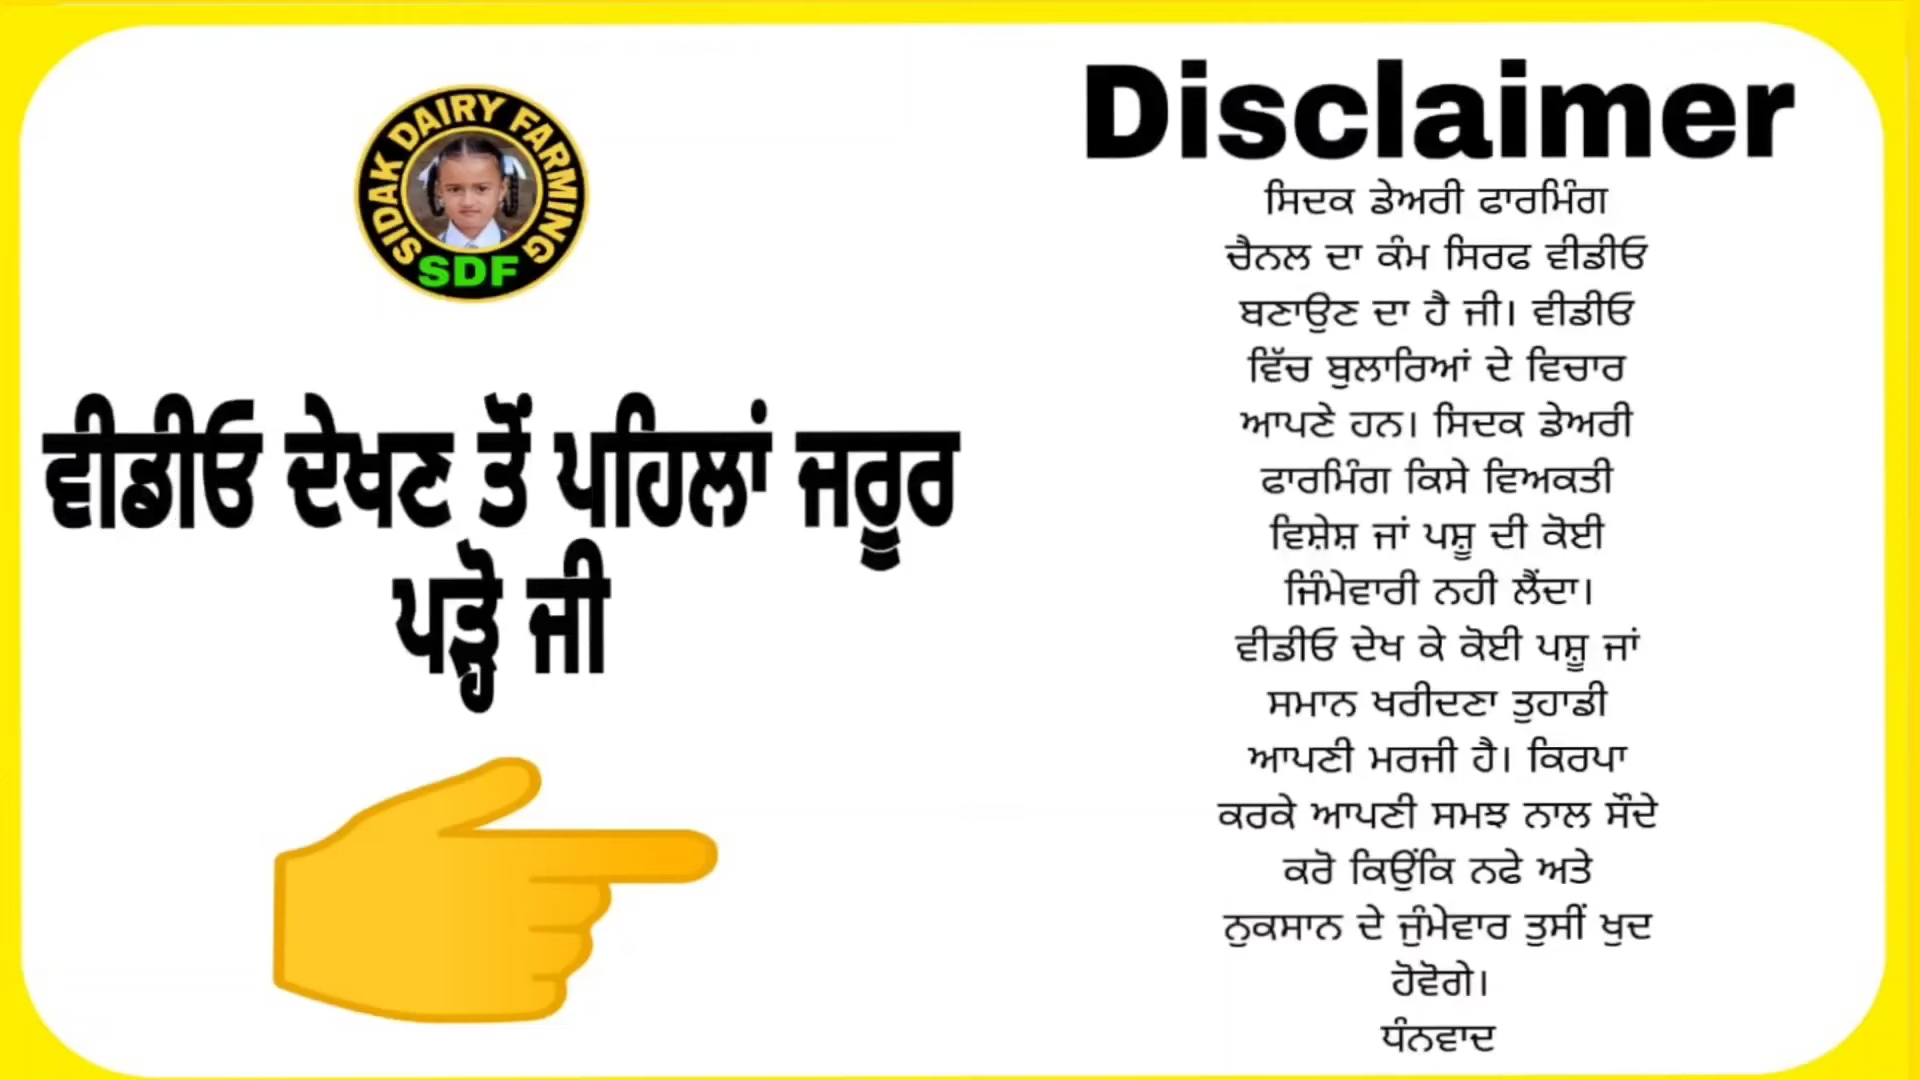 SIDAK DAIRY FARMING
SDF
ਵੀਡੀਓ ਦੇਖਣ ਤੋਂ ਪਹਿਲਾਂ ਜਰੂਰ
ਪੜ੍ਹੋ ਜੀ
Disclaimer
ਸਿਦਕ ਡੇਅਰੀ ਫਾਰਮਿੰਗ
ਚੈਨਲ ਦਾ ਕੰਮ ਸਿਰਫ ਵੀਡੀਓ
ਬਣਾਉਣ ਦਾ ਹੈ ਜੀ। ਵੀਡੀਓ
ਵਿੱਚ ਬੁਲਾਰਿਆਂ ਦੇ ਵਿਚਾਰ
ਆਪਣੇ ਹਨ। ਸਿਦਕ ਡੇਅਰੀ
ਫਾਰਮਿੰਗ ਕਿਸੇ ਵਿਅਕਤੀ
ਵਿਸ਼ੇਸ਼ ਜਾਂ ਪਸ਼ੂ ਦੀ ਕੋਈ
ਜਿੰਮੇਵਾਰੀ ਨਹੀ ਲੈਂਦਾ।
ਵੀਡੀਓ ਦੇਖ ਕੇ ਕੋਈ ਪਸ਼ੂ ਜਾਂ
ਸਮਾਨ ਖਰੀਦਣਾ ਤੁਹਾਡੀ
ਆਪਣੀ ਮਰਜੀ ਹੈ। ਕਿਰਪਾ
ਕਰਕੇ ਆਪਣੀ ਸਮਝ ਨਾਲ ਸੌਦੇ
ਕਰੋ ਕਿਉਂਕਿ ਨਫੇ ਅਤੇ
ਨੁਕਸਾਨ ਦੇ ਜੁੰਮੇਵਾਰ ਤੁਸੀਂ ਖੁਦ
ਹੋਵੋਗੇ।
ਧੰਨਵਾਦ